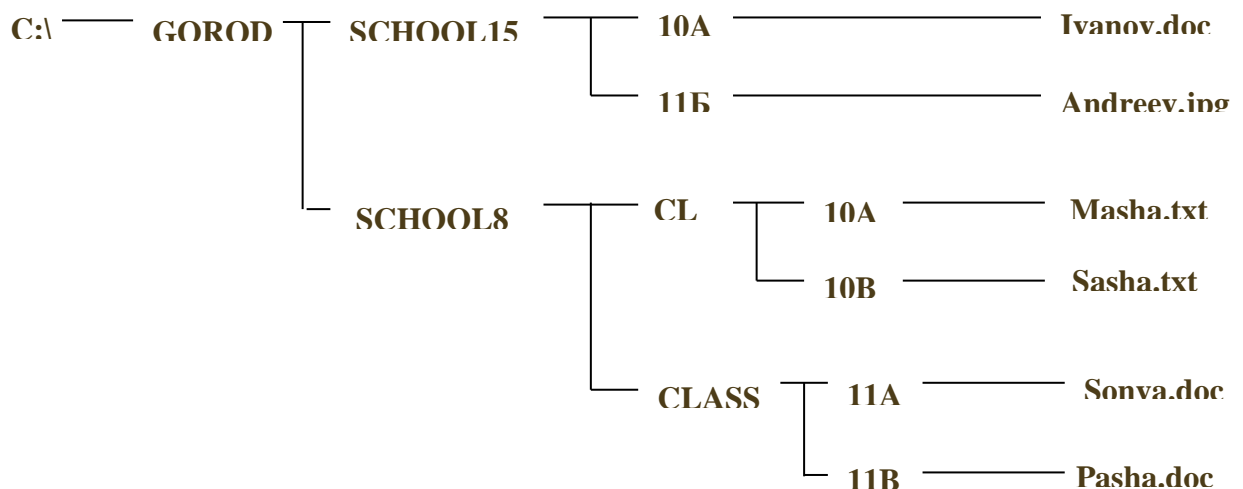 C:\ GOROD SCHOOL15 10A Ivanov.doc
11Б Andreev.jpg
SCHOOL8 CL 10A Masha.txt
10B Sasha.txt
CLASS 11A Sonya.doc
11B Pasha.doc